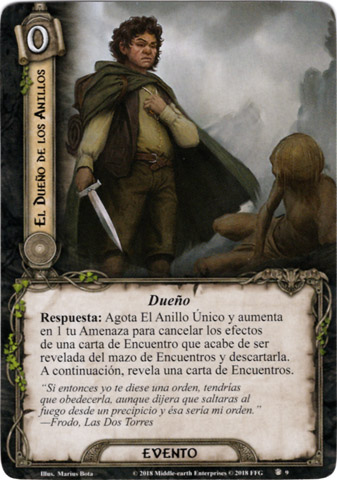 0
El Dueño de los Anillos
Dueño
Respuesta: Agota El Anillo Único y aumenta
en 1 tu Amenaza para cancelar los efectos
de una carta de Encuentro que acabe de ser
revelada del mazo de Encuentros y descartarla.
A continuación, revela una carta de Encuentros.
“Si entonces yo te diese una orden, tendrías
que obedecerla, aunque dijera que saltaras al
fuego desde un precipicio y ésa sería mi orden.”
—Frodo, Las Dos Torres
EVENTO
Illus. Marius Bota
© 2018 Middle-earth Enterprises © 2018 FFG
9